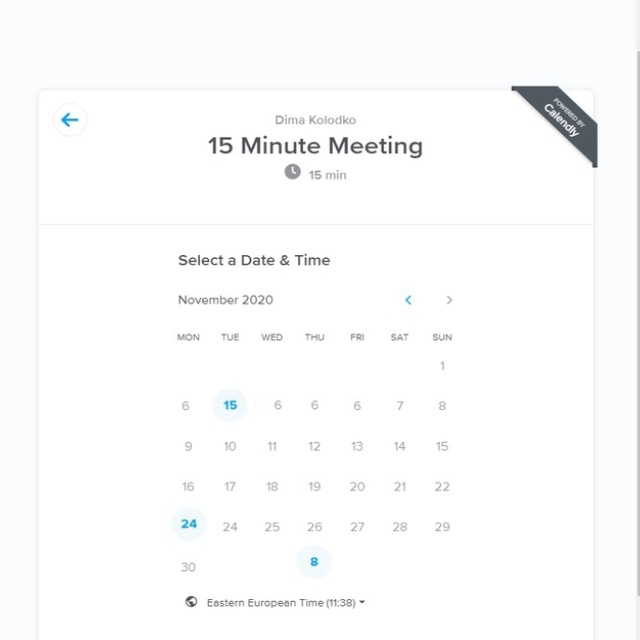 POWERED BY
Calendly
Dima Kolodko
15 Minute Meeting
15 min
Select a Date & Time
November 2020
MON TUE WED THU FRI SAT SUN
1
6 15 6 6 6 7 8
9 10 11 12 13 14 15
16 17 18 19 20 21 22
24 24 25 26 27 28 29
30 8
Eastern European Time (11:38)